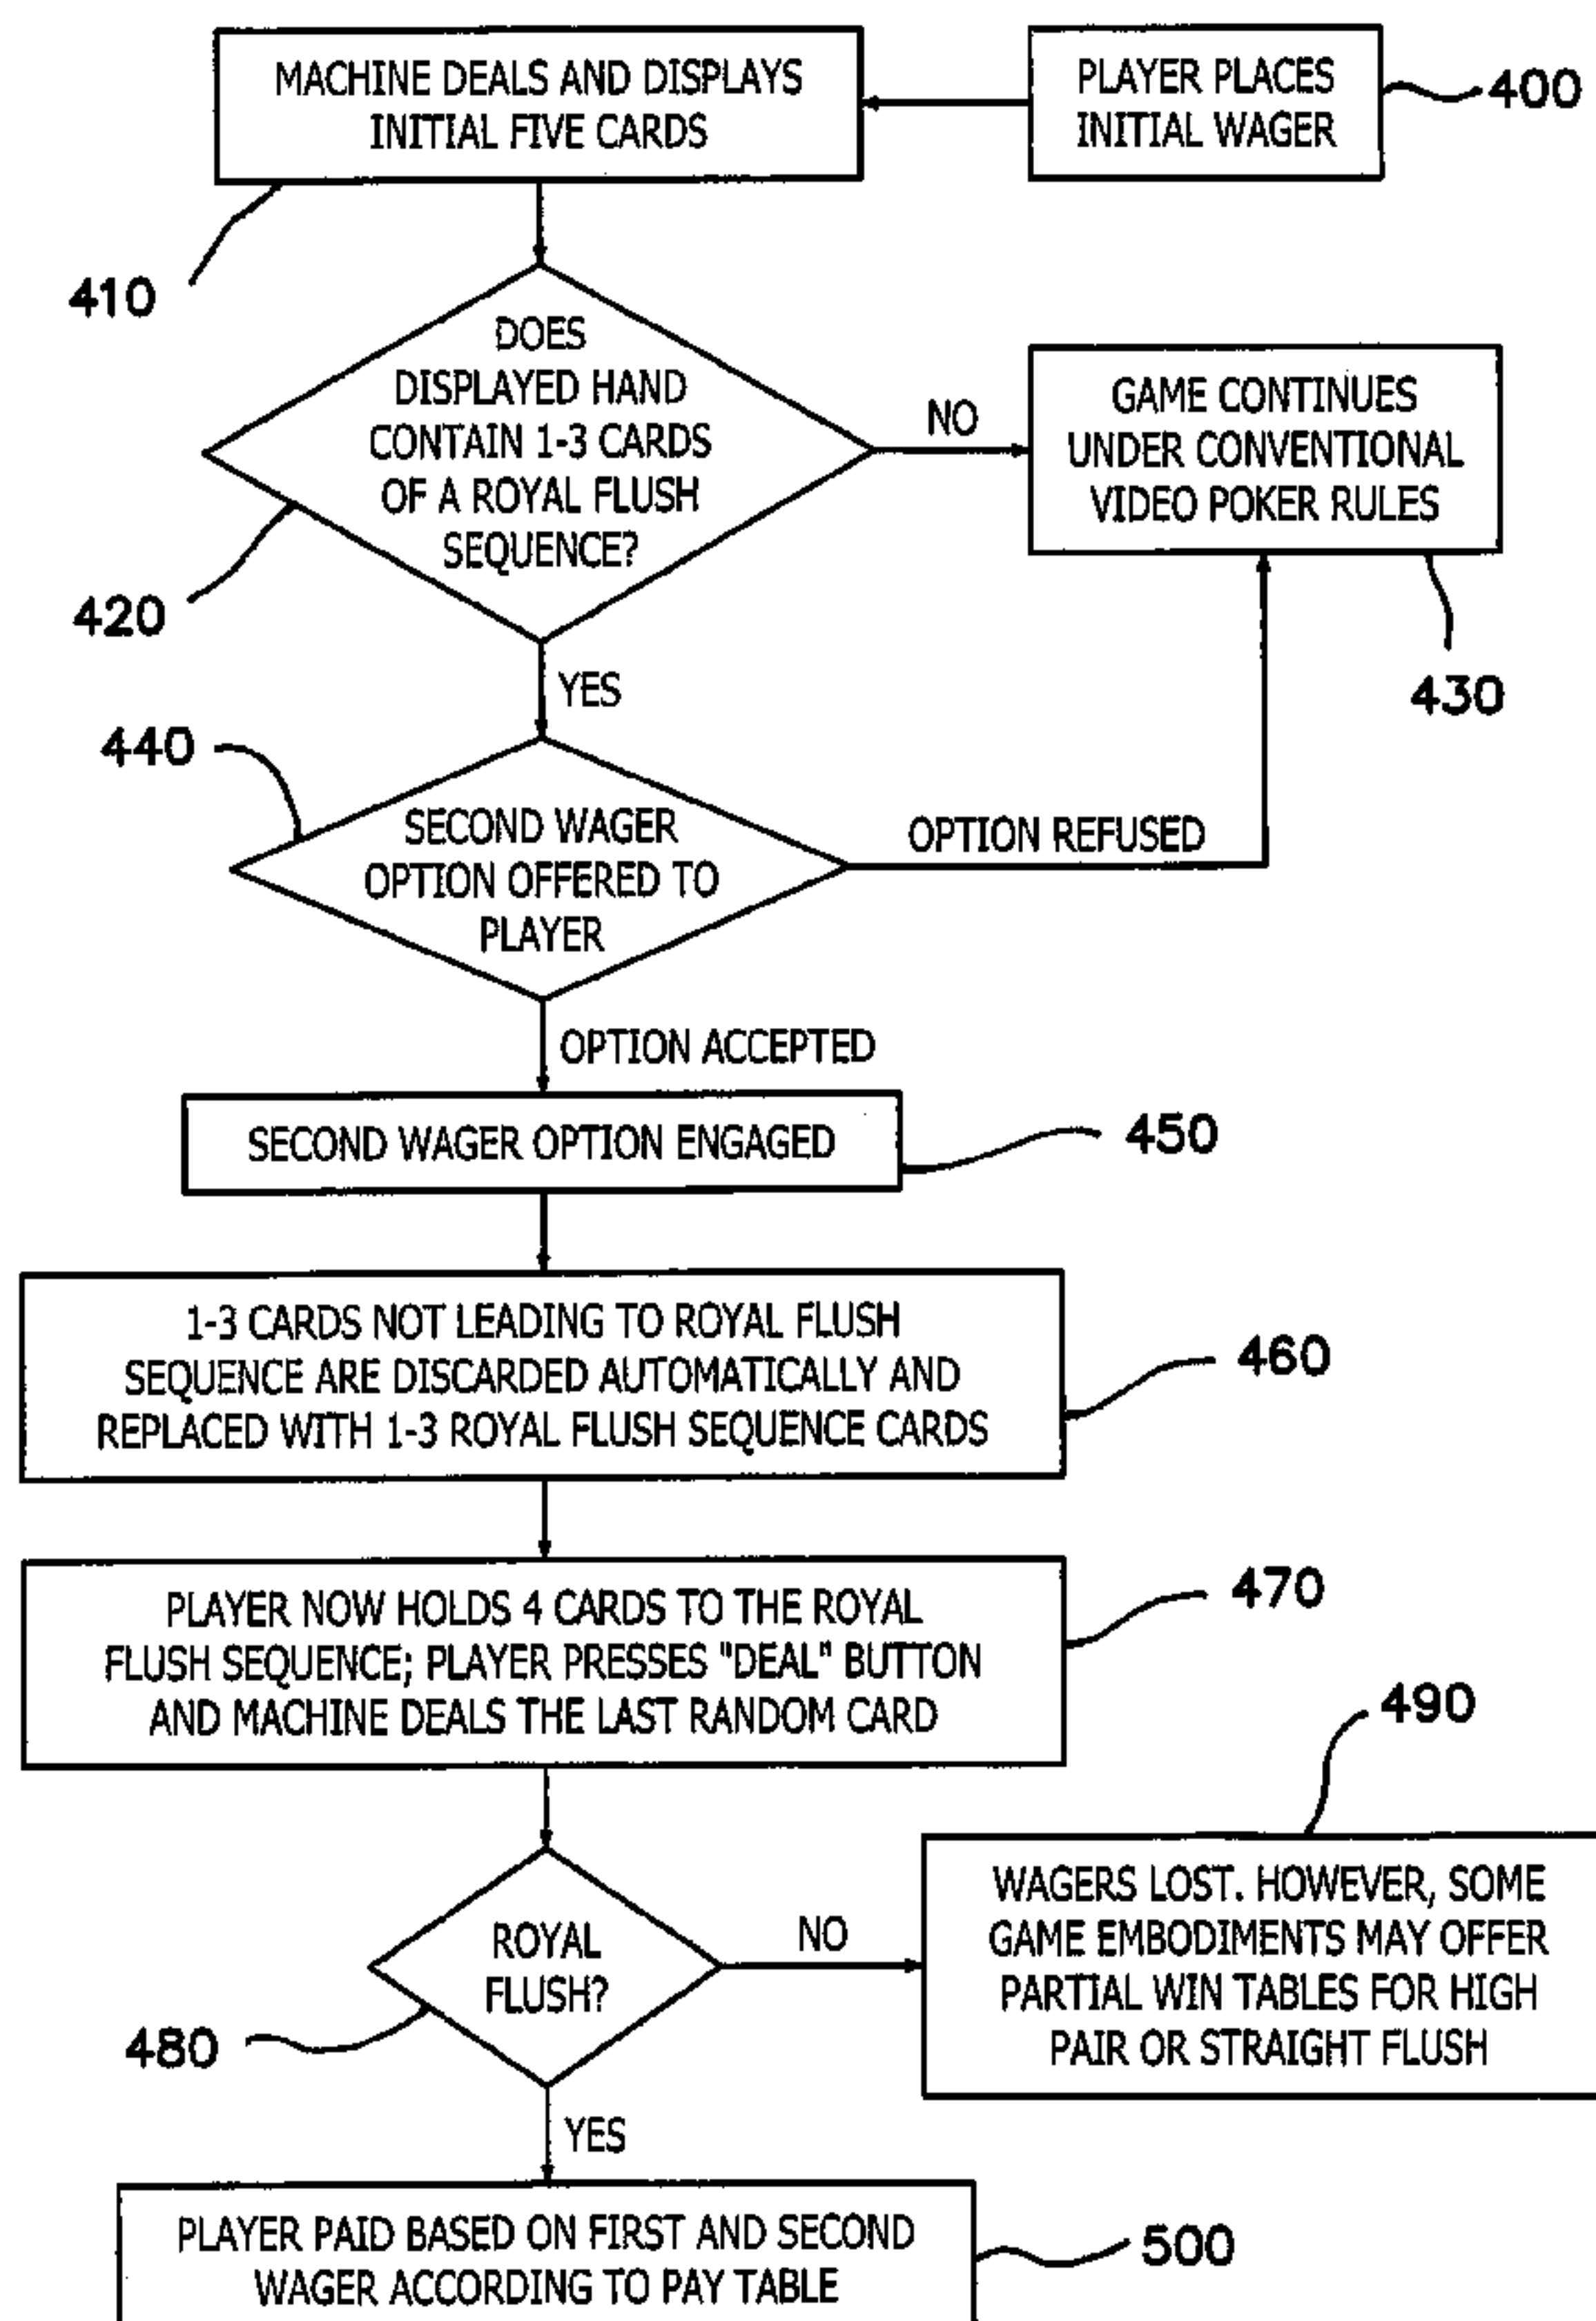 MACHINE DEALS AND DISPLAYS
INITIAL FIVE CARDS
PLAYER PLACES
INITIAL WAGER
400
410
DOES
DISPLAYED HAND
CONTAIN 1-3 CARDS
OF A ROYAL FLUSH
SEQUENCE?
420
NO
GAME CONTINUES
UNDER CONVENTIONAL
VIDEO POKER RULES
430
YES
440
SECOND WAGER
OPTION OFFERED TO
PLAYER
OPTION REFUSED
OPTION ACCEPTED
SECOND WAGER OPTION ENGAGED
450
1-3 CARDS NOT LEADING TO ROYAL FLUSH
SEQUENCE ARE DISCARDED AUTOMATICALLY AND
REPLACED WITH 1-3 ROYAL FLUSH SEQUENCE CARDS
460
PLAYER NOW HOLDS 4 CARDS TO THE ROYAL
FLUSH SEQUENCE; PLAYER PRESSES "DEAL" BUTTON
AND MACHINE DEALS THE LAST RANDOM CARD
470
490
ROYAL
FLUSH?
480
NO
WAGERS LOST. HOWEVER, SOME
GAME EMBODIMENTS MAY OFFER
PARTIAL WIN TABLES FOR HIGH
PAIR OR STRAIGHT FLUSH
YES
PLAYER PAID BASED ON FIRST AND SECOND
WAGER ACCORDING TO PAY TABLE
500